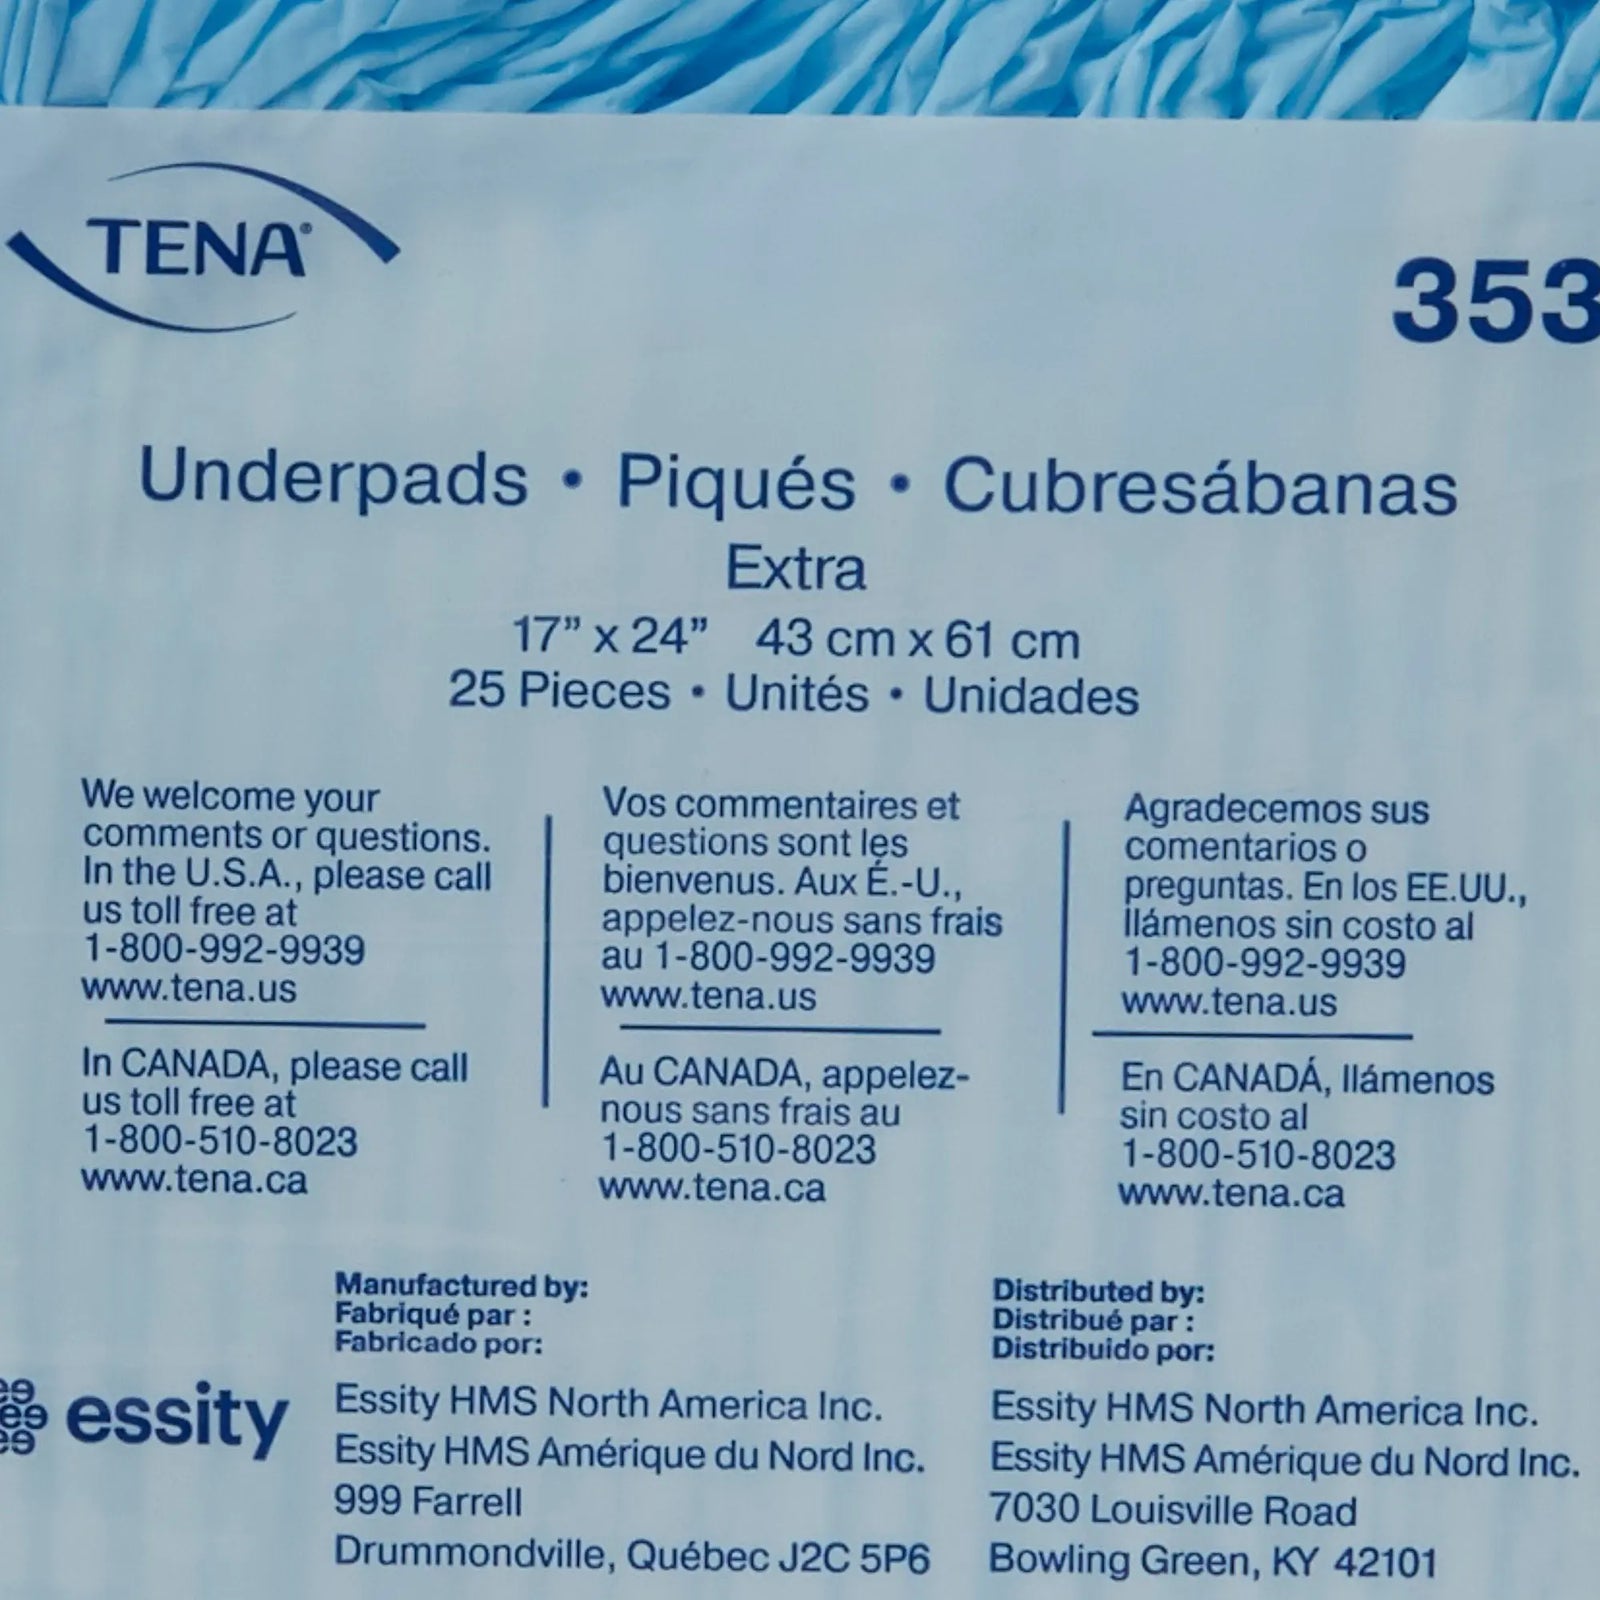 TENA®
353
Underpads • Piqués • Cubresábanas
Extra
17” x 24” 43 cm x 61 cm
25 Pieces • Unités • Unidades
We welcome your
comments or questions.
In the U.S.A., please call
us toll free at
1-800-992-9939
www.tena.us
In CANADA, please call
us toll free at
1-800-510-8023
www.tena.ca
Vos commentaires et
questions sont les
bienvenus. Aux É.-U.,
appelez-nous sans frais
au 1-800-992-9939
www.tena.us
Au CANADA, appelez-
nous sans frais au
1-800-510-8023
www.tena.ca
Agradecemos sus
comentarios o
preguntas. En los EE.UU.,
llámenos sin costo al
1-800-992-9939
www.tena.us
En CANADÁ, llámenos
sin costo al
1-800-510-8023
www.tena.ca
essity
Manufactured by:
Fabriqué par :
Fabricado por:
Essity HMS North America Inc.
Essity HMS Amérique du Nord Inc.
999 Farrell
Drummondville, Québec J2C 5P6
Distributed by:
Distribué par :
Distribuido por:
Essity HMS North America Inc.
Essity HMS Amérique du Nord Inc.
7030 Louisville Road
Bowling Green, KY 42101